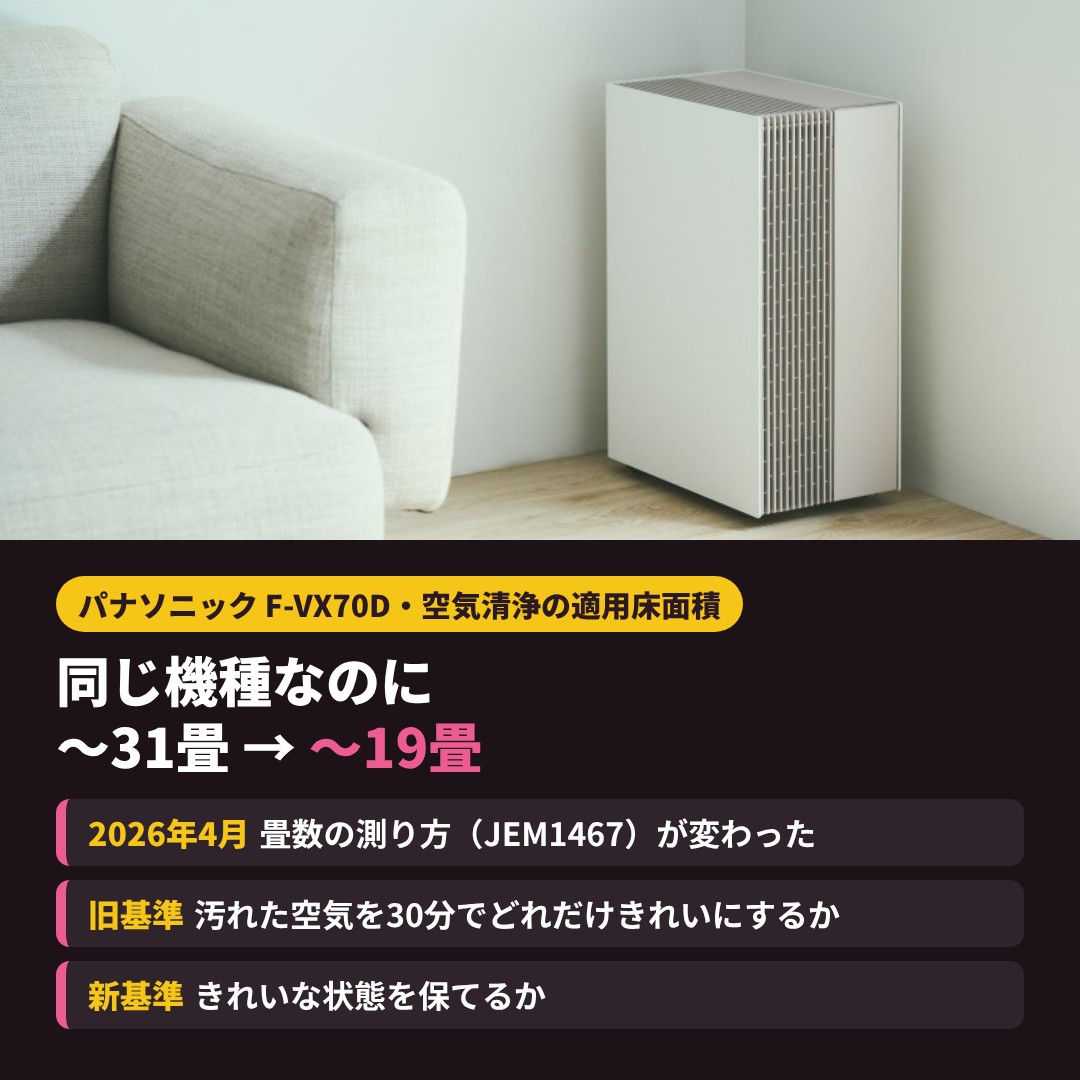 パナソニック F-VX70D・空気清浄の適用床面積
同じ機種なのに
〜31畳 → 〜19畳
2026年4月 畳数の測り方（JEM1467）が変わった
旧基準 汚れた空気を30分でどれだけきれいにするか
新基準 きれいな状態を保てるか